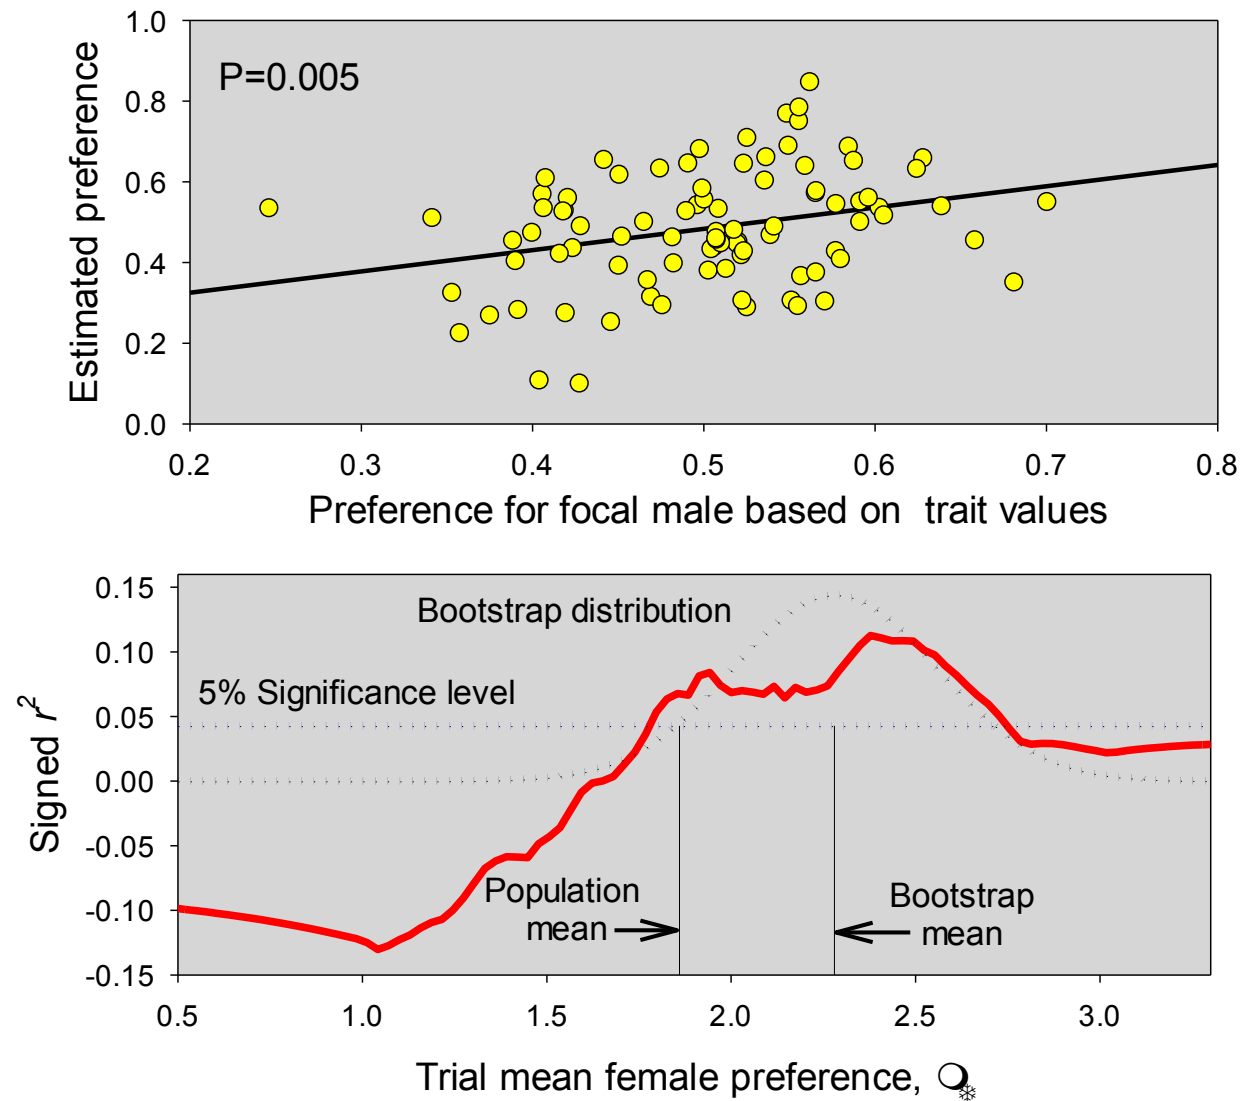 1.0
0.8
0.6
0.4
0.2
0.0
Estimated preference
P=0.005
0.2 0.3 0.4 0.5 0.6 0.7 0.8
Preference for focal male based on trait values
0.15
0.10
0.05
0.00
-0.05
-0.10
-0.15
Signed r²
Bootstrap distribution
5% Significance level
Population
mean
Bootstrap
mean
0.5 1.0 1.5 2.0 2.5 3.0
Trial mean female preference,